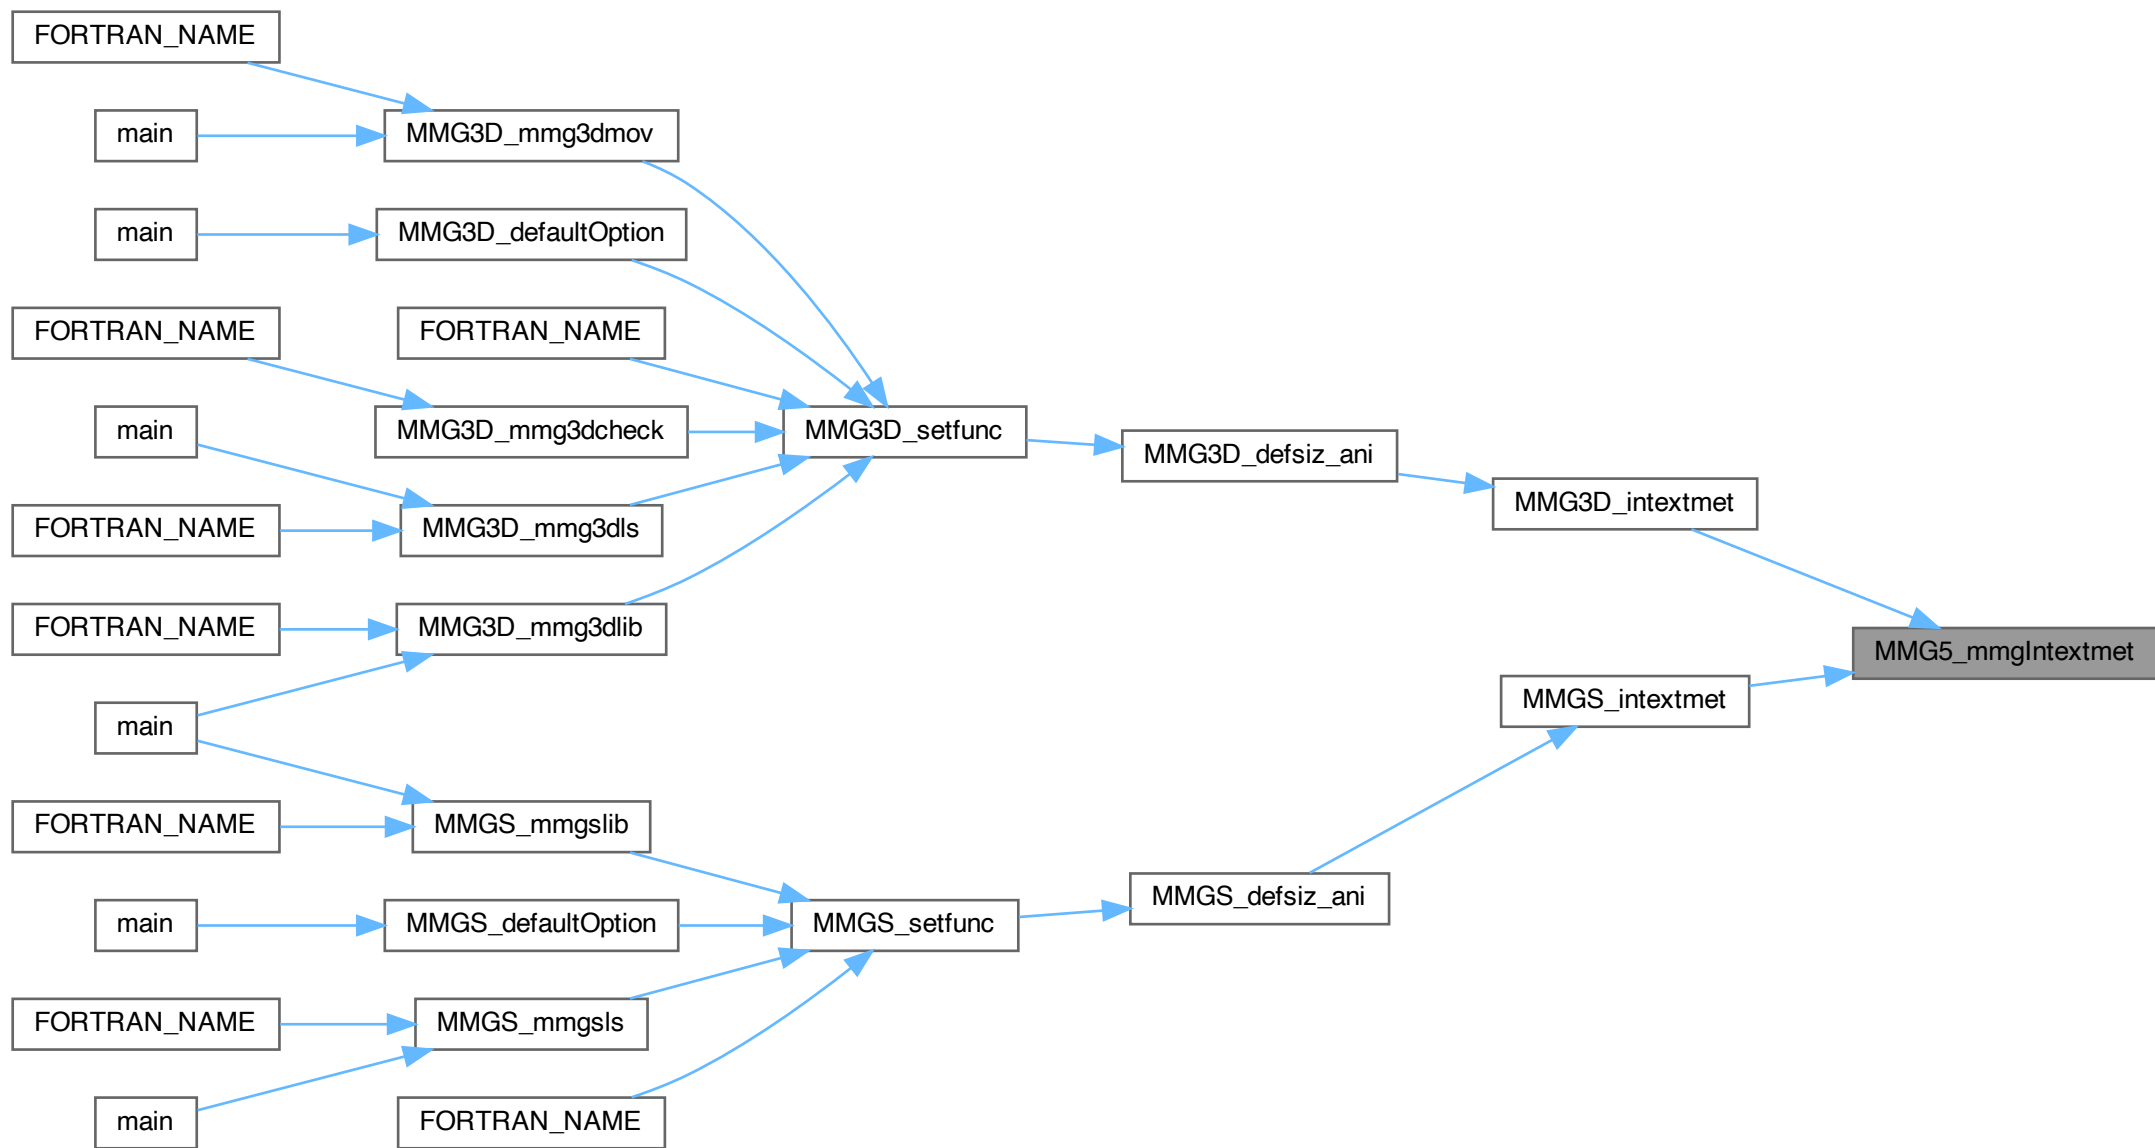 FORTRAN_NAME
main
MMG3D_mmg3dmov
main
MMG3D_defaultOption
FORTRAN_NAME
FORTRAN_NAME
main
MMG3D_mmg3dcheck
MMG3D_setfunc
MMG3D_defsiz_ani
FORTRAN_NAME
MMG3D_mmg3dls
MMG3D_intextmet
FORTRAN_NAME
MMG3D_mmg3dlib
MMG5_mmgIntextmet
main
MMGS_intextmet
FORTRAN_NAME
MMGS_mmgslib
main
MMGS_defaultOption
MMGS_setfunc
MMGS_defsiz_ani
FORTRAN_NAME
MMGS_mmgsls
main
FORTRAN_NAME